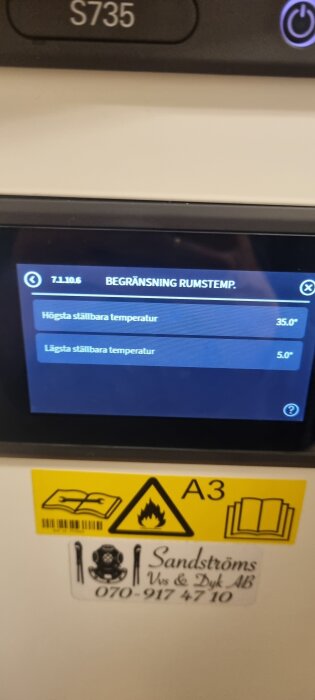 S735
7.1.10.6 BEGRÄNSNING RUMSTEMP.
Högsta ställbara temperatur 35.0°
Lägsta ställbara temperatur 5.0°
?
A3
Sandströms
Vvs & Dyk AB
070-917 47 10